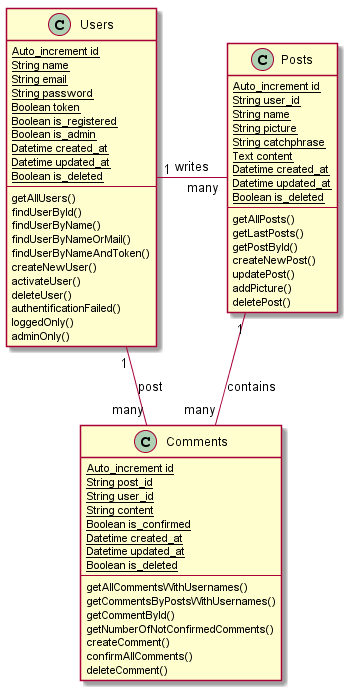 C Users
Auto_increment id
String name
String email
String password
Boolean token
Boolean is_registered
Boolean is_admin
Datetime created_at
Datetime updated_at
Boolean is_deleted
getAllUsers()
findUserById()
findUserByName()
findUserByNameOrMail()
findUserByNameAndToken()
createNewUser()
activateUser()
deleteUser()
authentificationFailed()
loggedOnly()
adminOnly()
1 writes
many
C Posts
Auto_increment id
String user_id
String name
String picture
String catchphrase
Text content
Datetime created_at
Datetime updated_at
Boolean is_deleted
getAllPosts()
getLastPosts()
getPostById()
createNewPost()
updatePost()
addPicture()
deletePost()
1
post
many
1
contains
many
C Comments
Auto_increment id
String post_id
String user_id
String content
Boolean is_confirmed
Datetime created_at
Datetime updated_at
Boolean is_deleted
getAllCommentsWithUsernames()
getCommentsByPostsWithUsernames()
getCommentById()
getNumberOfNotConfirmedComments()
createComment()
confirmAllComments()
deleteComment()